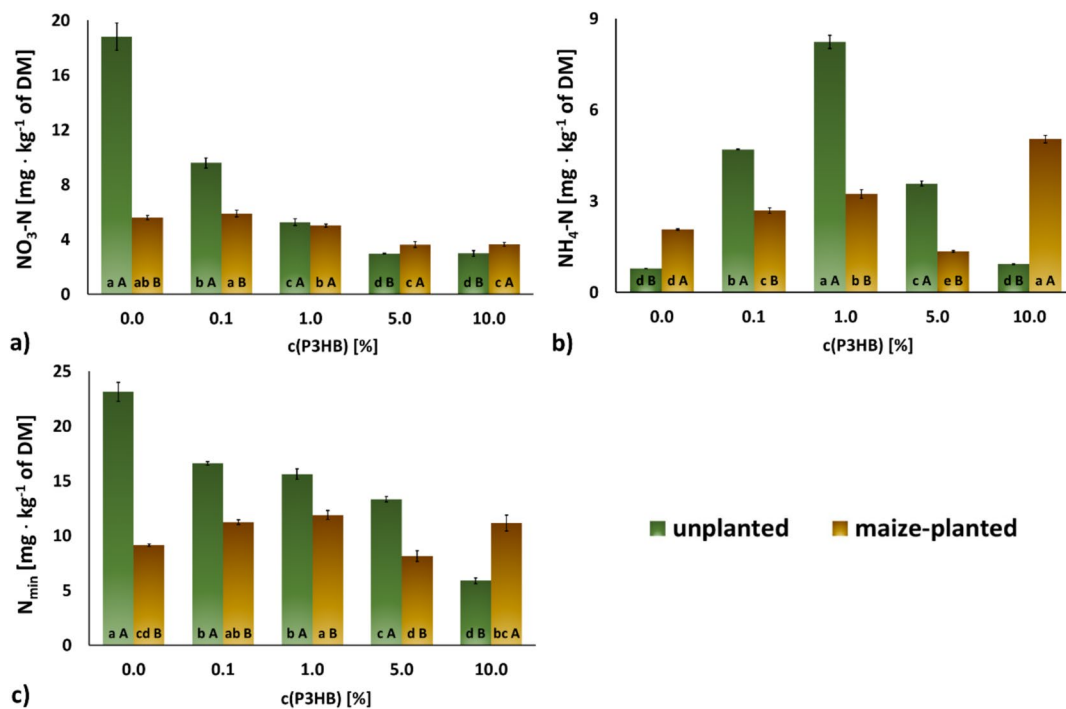 20
16
12
8
4
0
NO₃-N [mg · kg⁻¹ of DM]
a A ab B b A a B c A b A d B c A d B c A
0.0 0.1 1.0 5.0 10.0
c(P3HB) [%]
a)
9
6
3
0
NH₄-N [mg · kg⁻¹ of DM]
d B d A b A c B a A b B c A e B d B a A
0.0 0.1 1.0 5.0 10.0
c(P3HB) [%]
b)
25
20
15
10
5
0
N_min [mg · kg⁻¹ of DM]
a A cd B b A ab B b A a B c A d B d B bc A
0.0 0.1 1.0 5.0 10.0
c(P3HB) [%]
c)
unplanted maize-planted